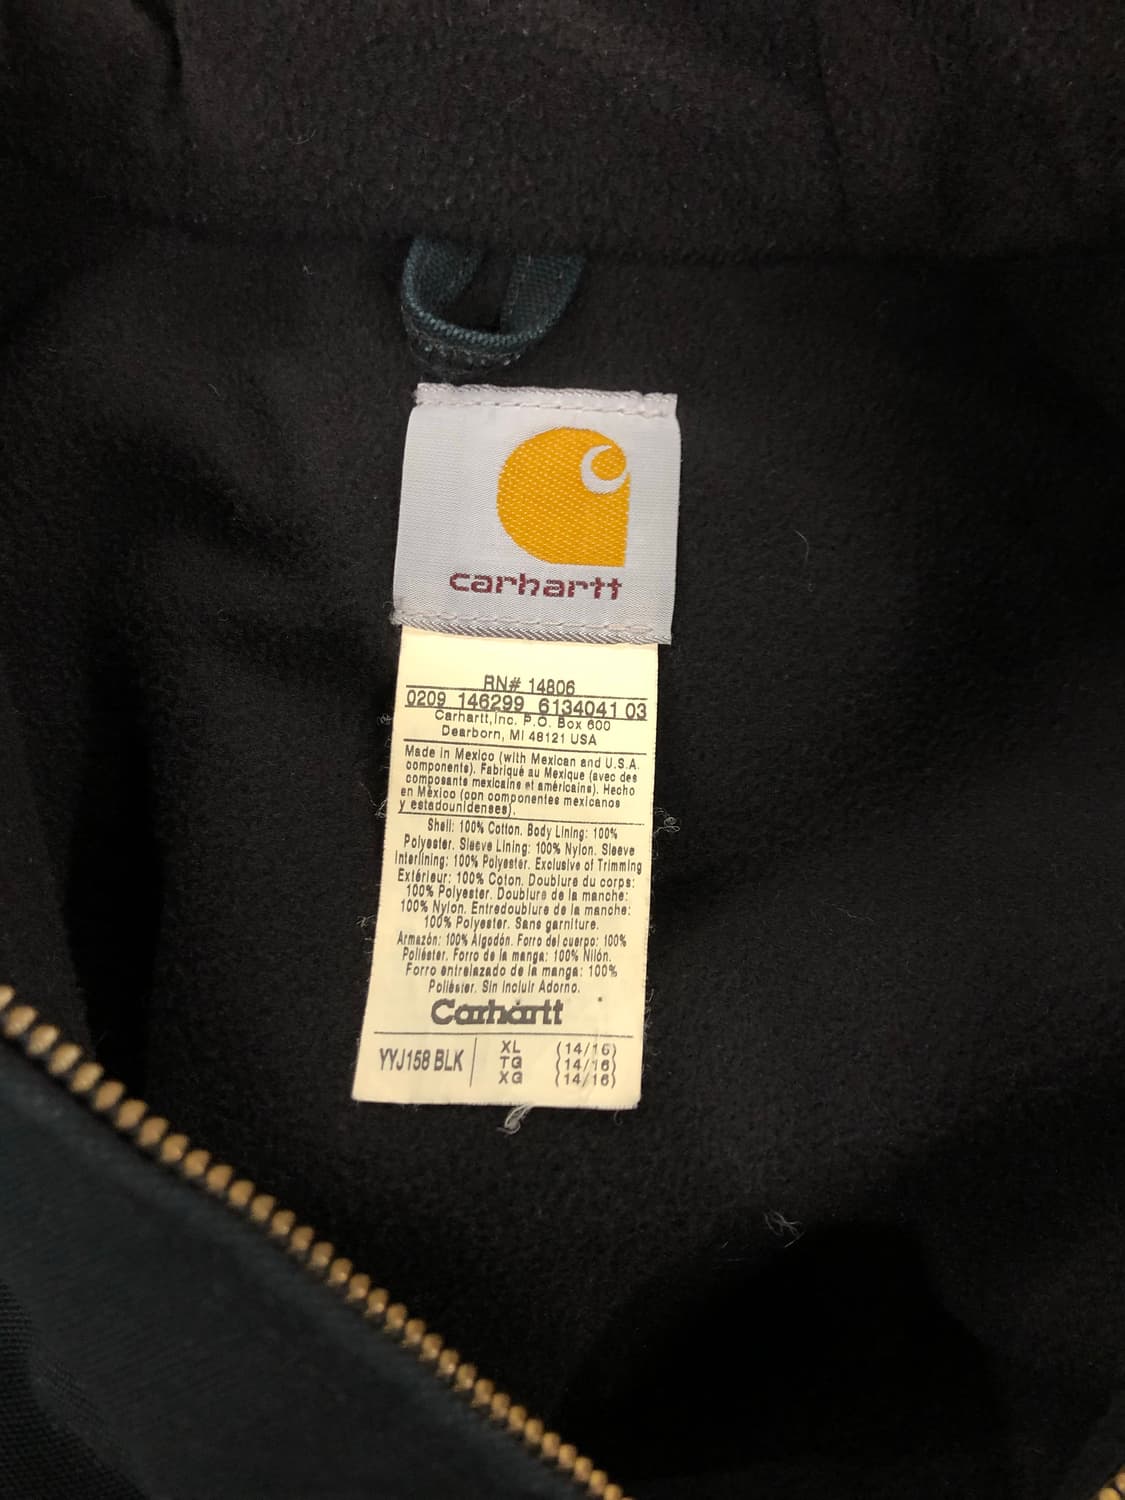 carhartt
RN# 14806
0209 146299 6134041 03
Carhartt, Inc. P.O. Box 600
Dearborn, MI 48121 USA
Made in Mexico (with Mexican and U.S.A.
components). Fabriqué au Mexique (avec des
composants mexicains et américains). Hecho
en México (con componentes mexicanos
y estadounidenses).
Shell: 100% Cotton. Body Lining: 100%
Polyester. Sleeve Lining: 100% Nylon. Sleeve
Interlining: 100% Polyester. Exclusive of Trimming
Extérieur: 100% Coton. Doublure du corps:
100% Polyester. Doublure de la manche:
100% Nylon. Entredoublure de la manche:
100% Polyester. Sans garniture.
Armazón: 100% Algodón. Forro del cuerpo: 100%
Poliéster. Forro de la manga: 100% Nilón.
Forro entrelazado de la manga: 100%
Poliéster. Sin Incluir Adorno.
Carhartt
YYJ158 BLK XL (14/16)
TG (14/16)
XG (14/16)